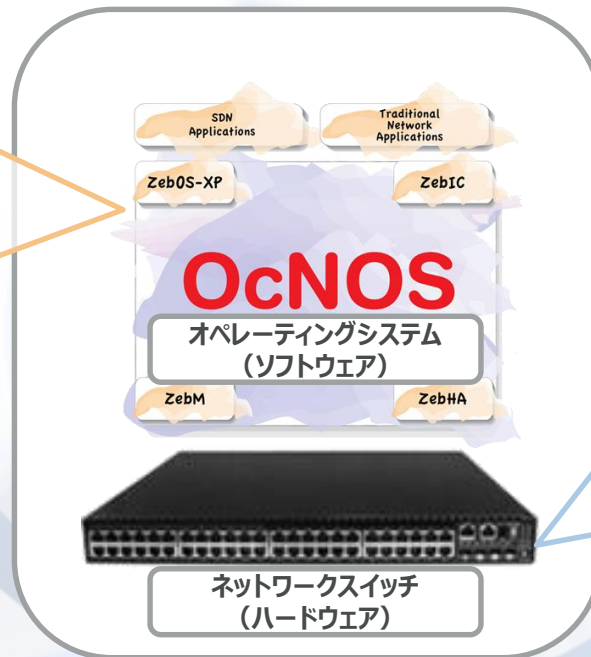 SDN
Applications
Traditional
Network
Applications
ZebOS-XP
ZebIC
OcNOS
オペレーティングシステム
（ソフトウェア）
ZebM
ZebHA
ネットワークスイッチ
（ハードウェア）